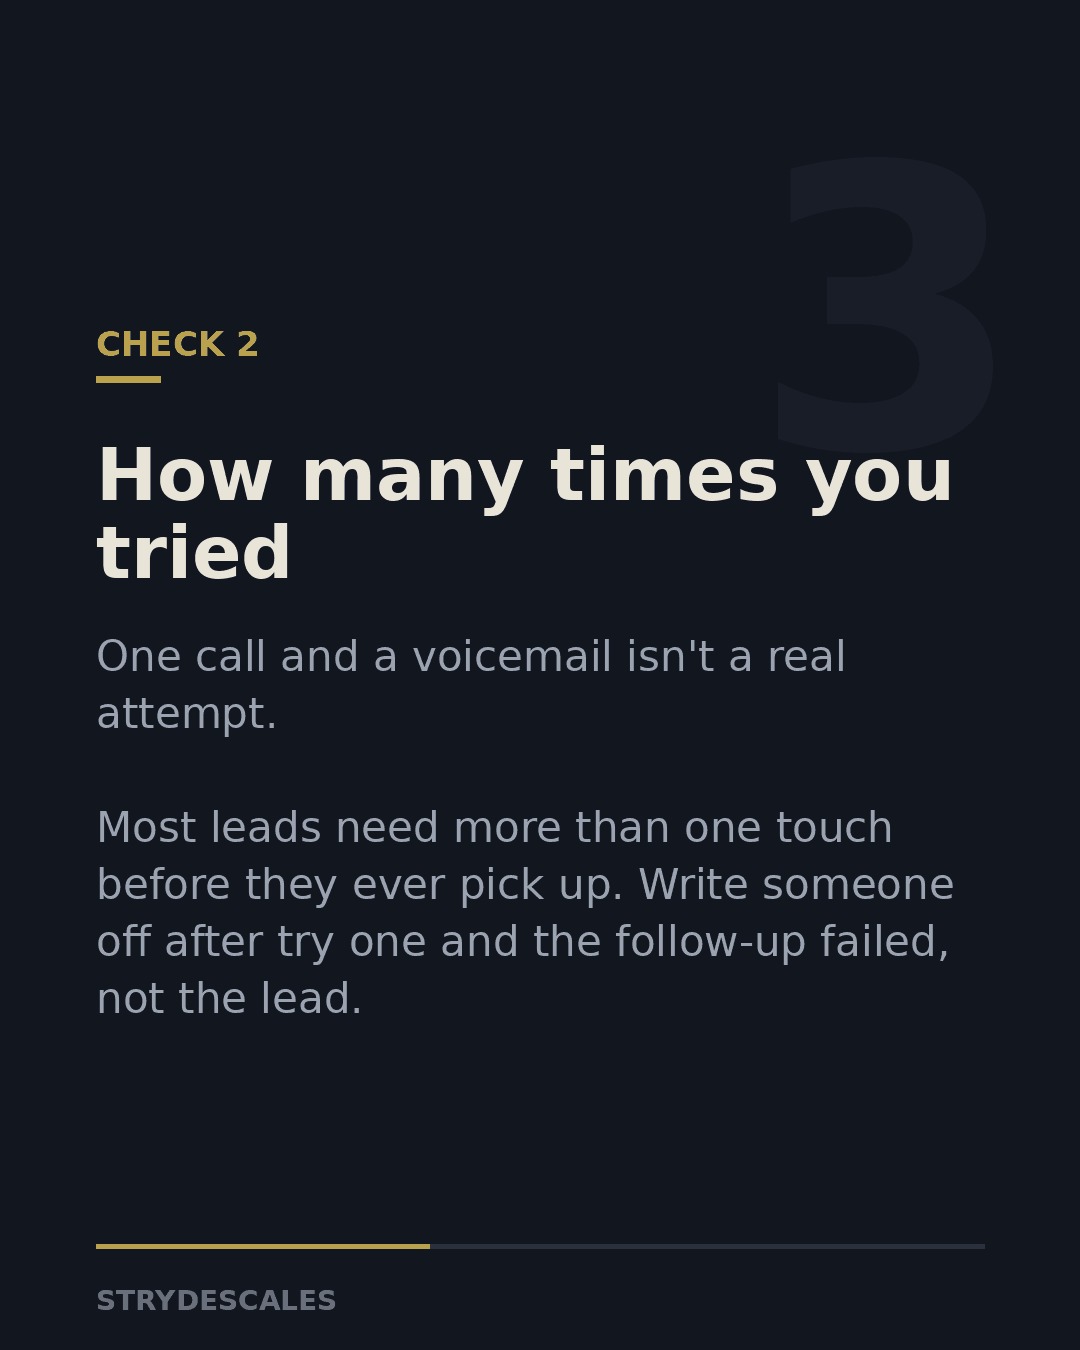 3
CHECK 2
How many times you
tried
One call and a voicemail isn't a real
attempt.
Most leads need more than one touch
before they ever pick up. Write someone
off after try one and the follow-up failed,
not the lead.
STRYDESCALES